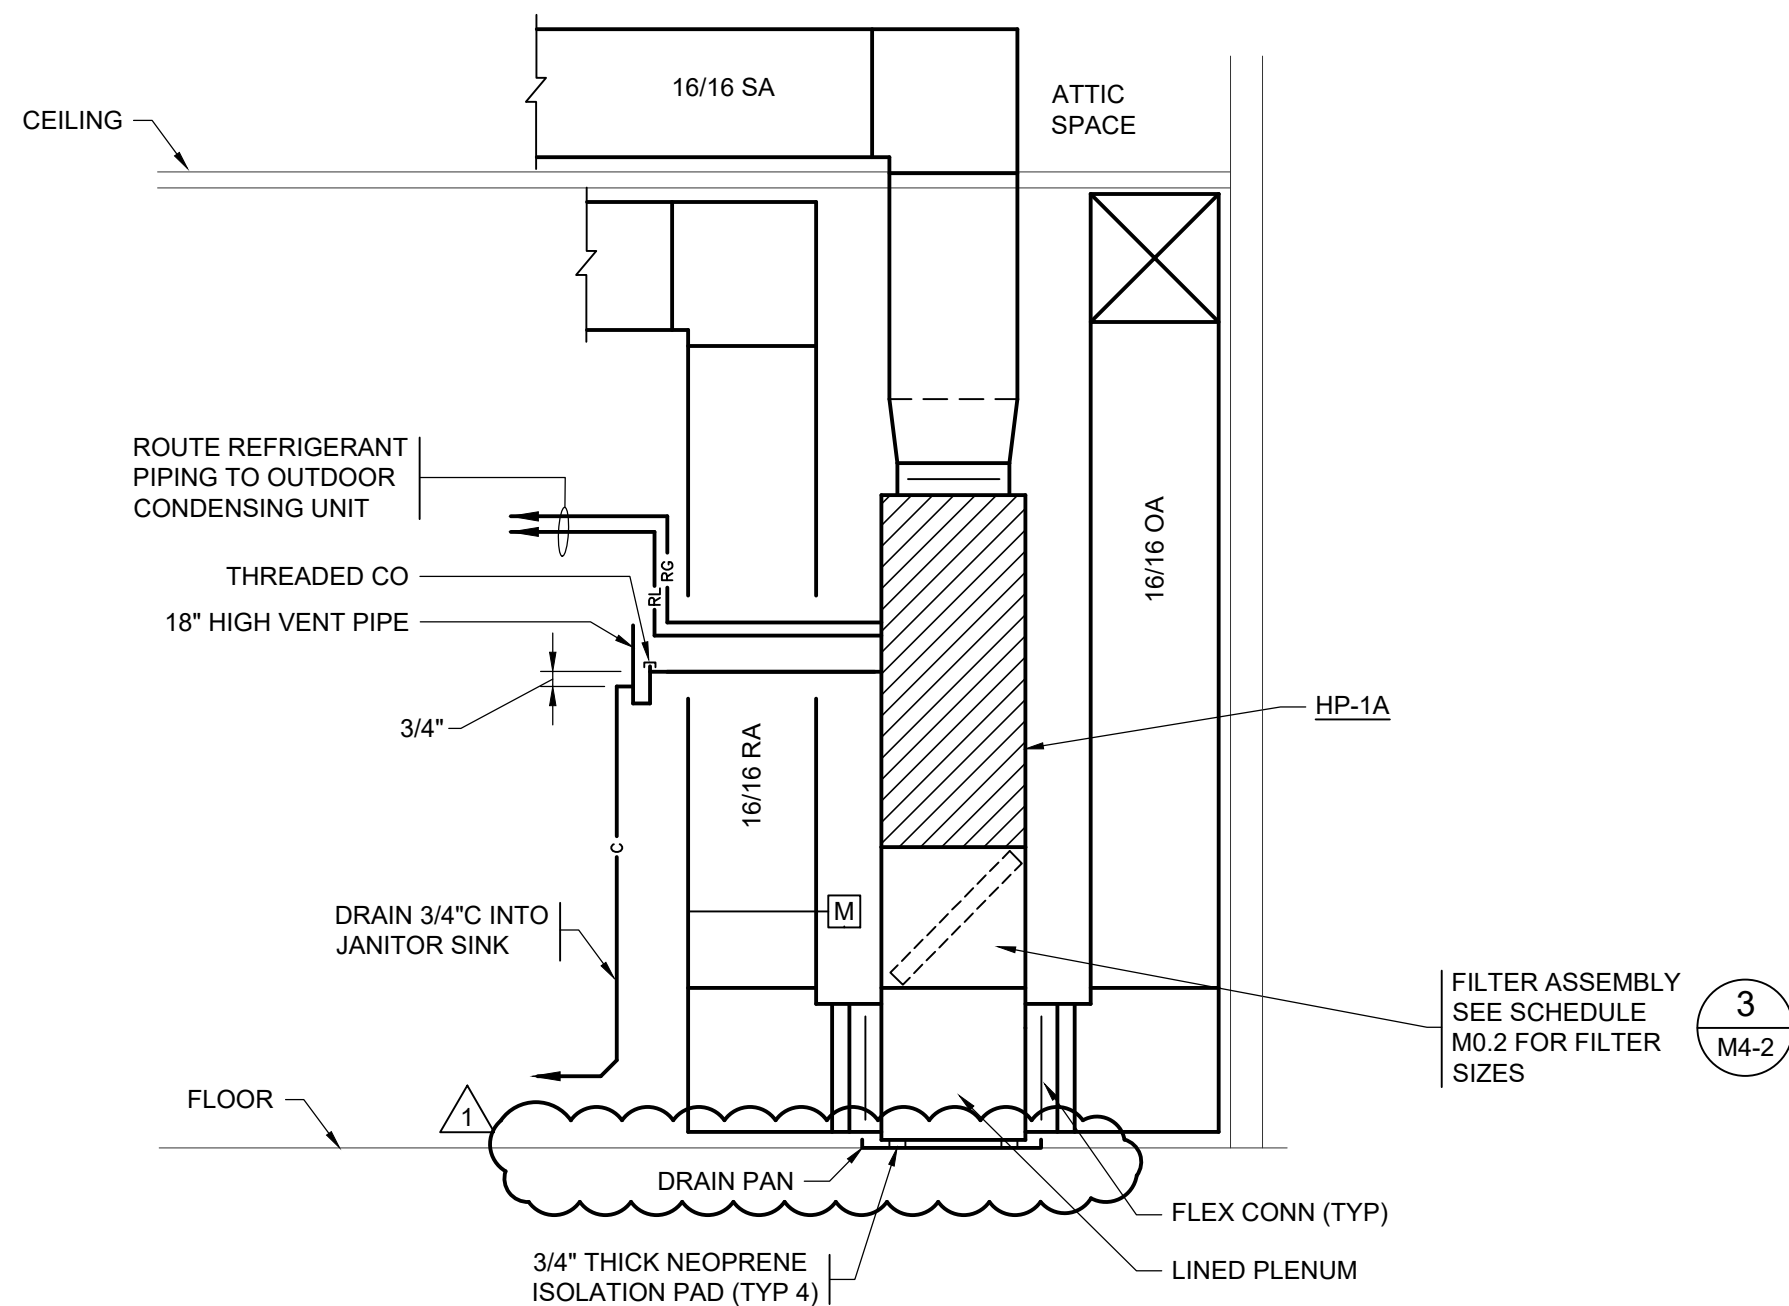 16/16 SA
ATTIC
SPACE
CEILING
ROUTE REFRIGERANT
PIPING TO OUTDOOR
CONDENSING UNIT
16/16 OA
THREADED CO
RG
RL
18" HIGH VENT PIPE
HP-1A
3/4"
16/16 RA
C
M
DRAIN 3/4"C INTO
JANITOR SINK
FILTER ASSEMBLY
SEE SCHEDULE
M0.2 FOR FILTER
SIZES
3
M4-2
FLOOR
1
DRAIN PAN
FLEX CONN (TYP)
3/4" THICK NEOPRENE
ISOLATION PAD (TYP 4)
LINED PLENUM